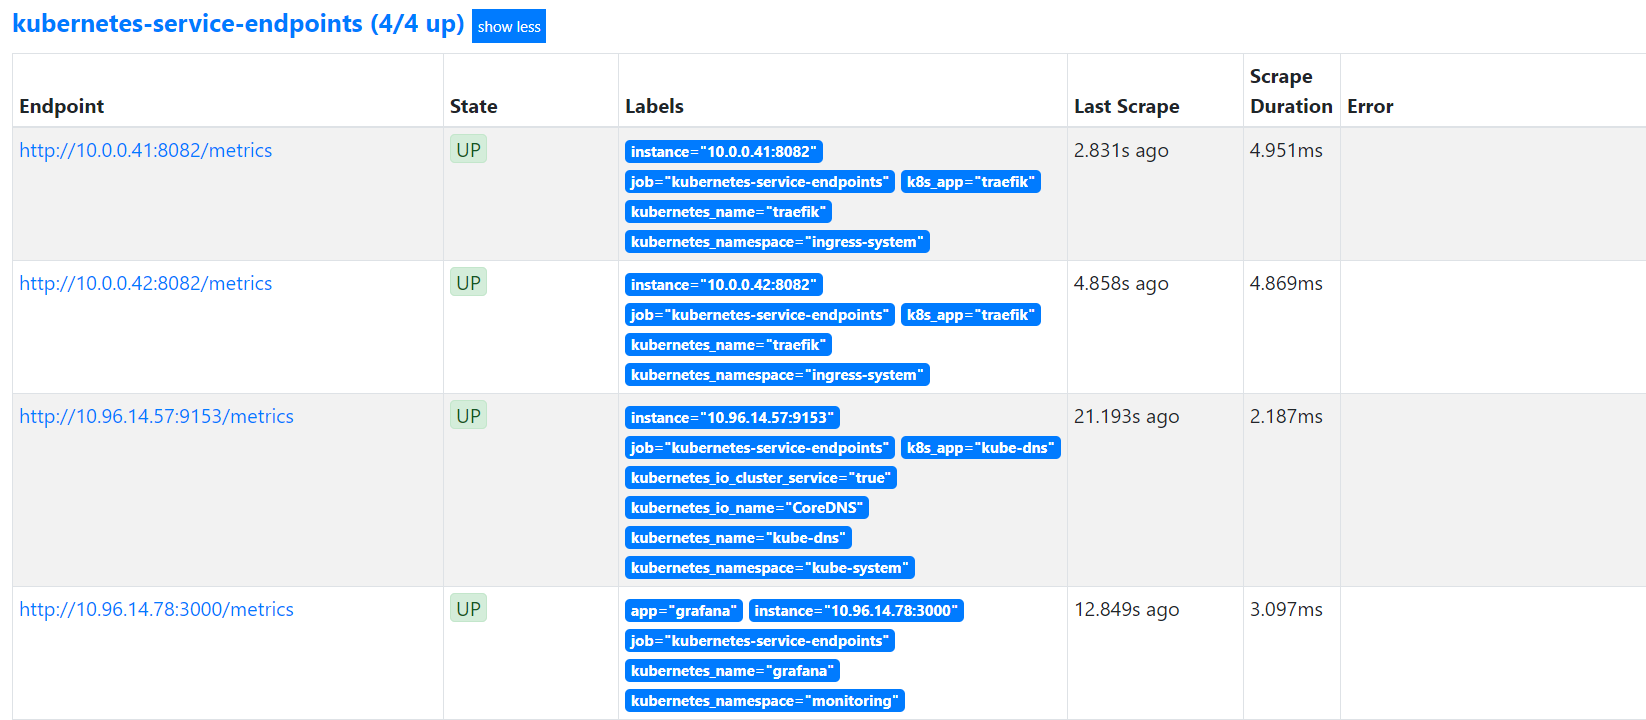 kubernetes-service-endpoints (4/4 up) show less
Endpoint State Labels Last Scrape Scrape Duration Error
http://10.0.0.41:8082/metrics UP instance="10.0.0.41:8082" 2.831s ago 4.951ms
job="kubernetes-service-endpoints" k8s_app="traefik"
kubernetes_name="traefik"
kubernetes_namespace="ingress-system"
http://10.0.0.42:8082/metrics UP instance="10.0.0.42:8082" 4.858s ago 4.869ms
job="kubernetes-service-endpoints" k8s_app="traefik"
kubernetes_name="traefik"
kubernetes_namespace="ingress-system"
http://10.96.14.57:9153/metrics UP instance="10.96.14.57:9153" 21.193s ago 2.187ms
job="kubernetes-service-endpoints" k8s_app="kube-dns"
kubernetes_io_cluster_service="true"
kubernetes_io_name="CoreDNS"
kubernetes_name="kube-dns"
kubernetes_namespace="kube-system"
http://10.96.14.78:3000/metrics UP app="grafana" instance="10.96.14.78:3000" 12.849s ago 3.097ms
job="kubernetes-service-endpoints"
kubernetes_name="grafana"
kubernetes_namespace="monitoring"